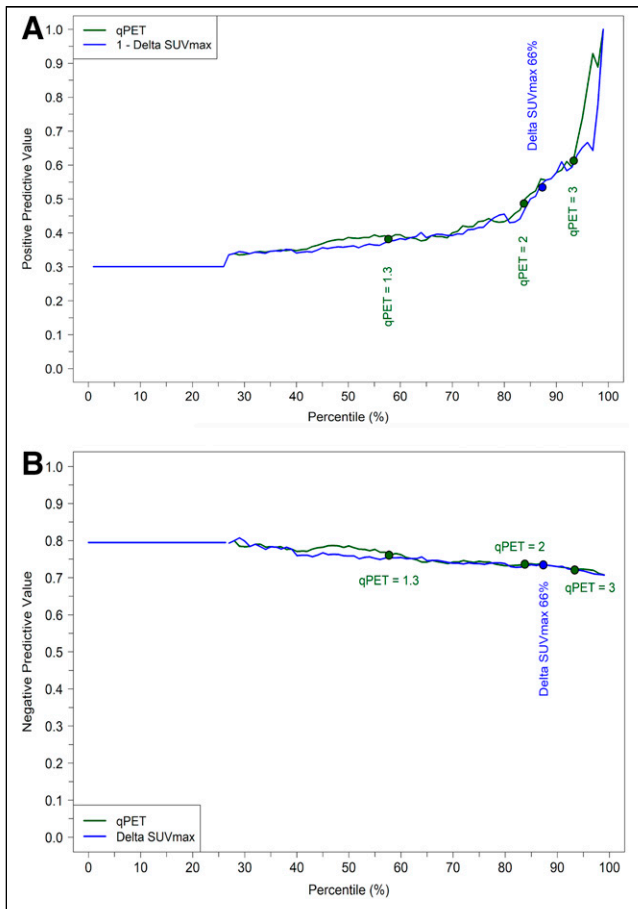 A
qPET
1 - Delta SUVmax
Positive Predictive Value
1.0
0.9
0.8
0.7
0.6
0.5
0.4
0.3
0.2
0.1
0.0
Delta SUVmax 66%
qPET = 1.3
qPET = 2
qPET = 3
0 10 20 30 40 50 60 70 80 90 100
Percentile (%)
B
Negative Predictive Value
1.0
0.9
0.8
0.7
0.6
0.5
0.4
0.3
0.2
0.1
0.0
qPET = 2
qPET = 1.3
Delta SUVmax 66%
qPET = 3
qPET
Delta SUVmax
0 10 20 30 40 50 60 70 80 90 100
Percentile (%)